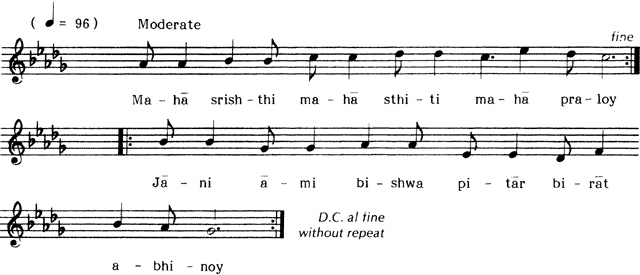 ( ♩ = 96 ) Moderate
fine
Ma - hā srish - thi ma - hā sthi - ti ma - hā pra - loy
Jā - ni ā - mi bi - shwa pi - tār bi - rāt
D.C. al fine
without repeat
a - bhi - noy